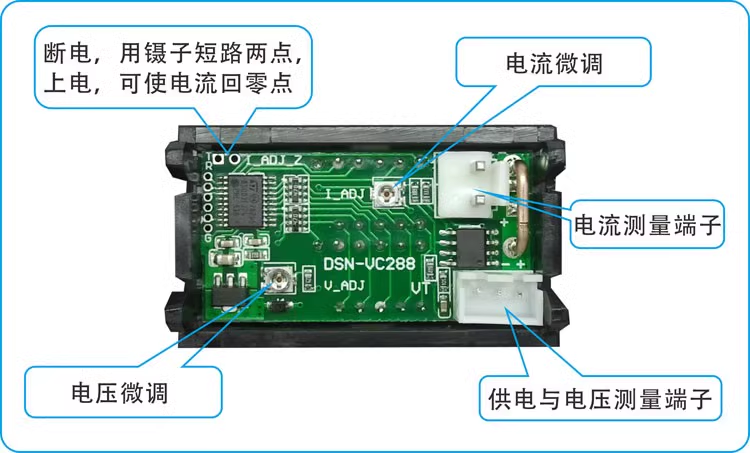 断电，用镊子短路两点，
上电，可使电流回零点
电流微调
I_ADJ_Z
I_ADJ
电流测量端子
DSN-VC288
V_ADJ
VT
+
- +
G
电压微调
供电与电压测量端子